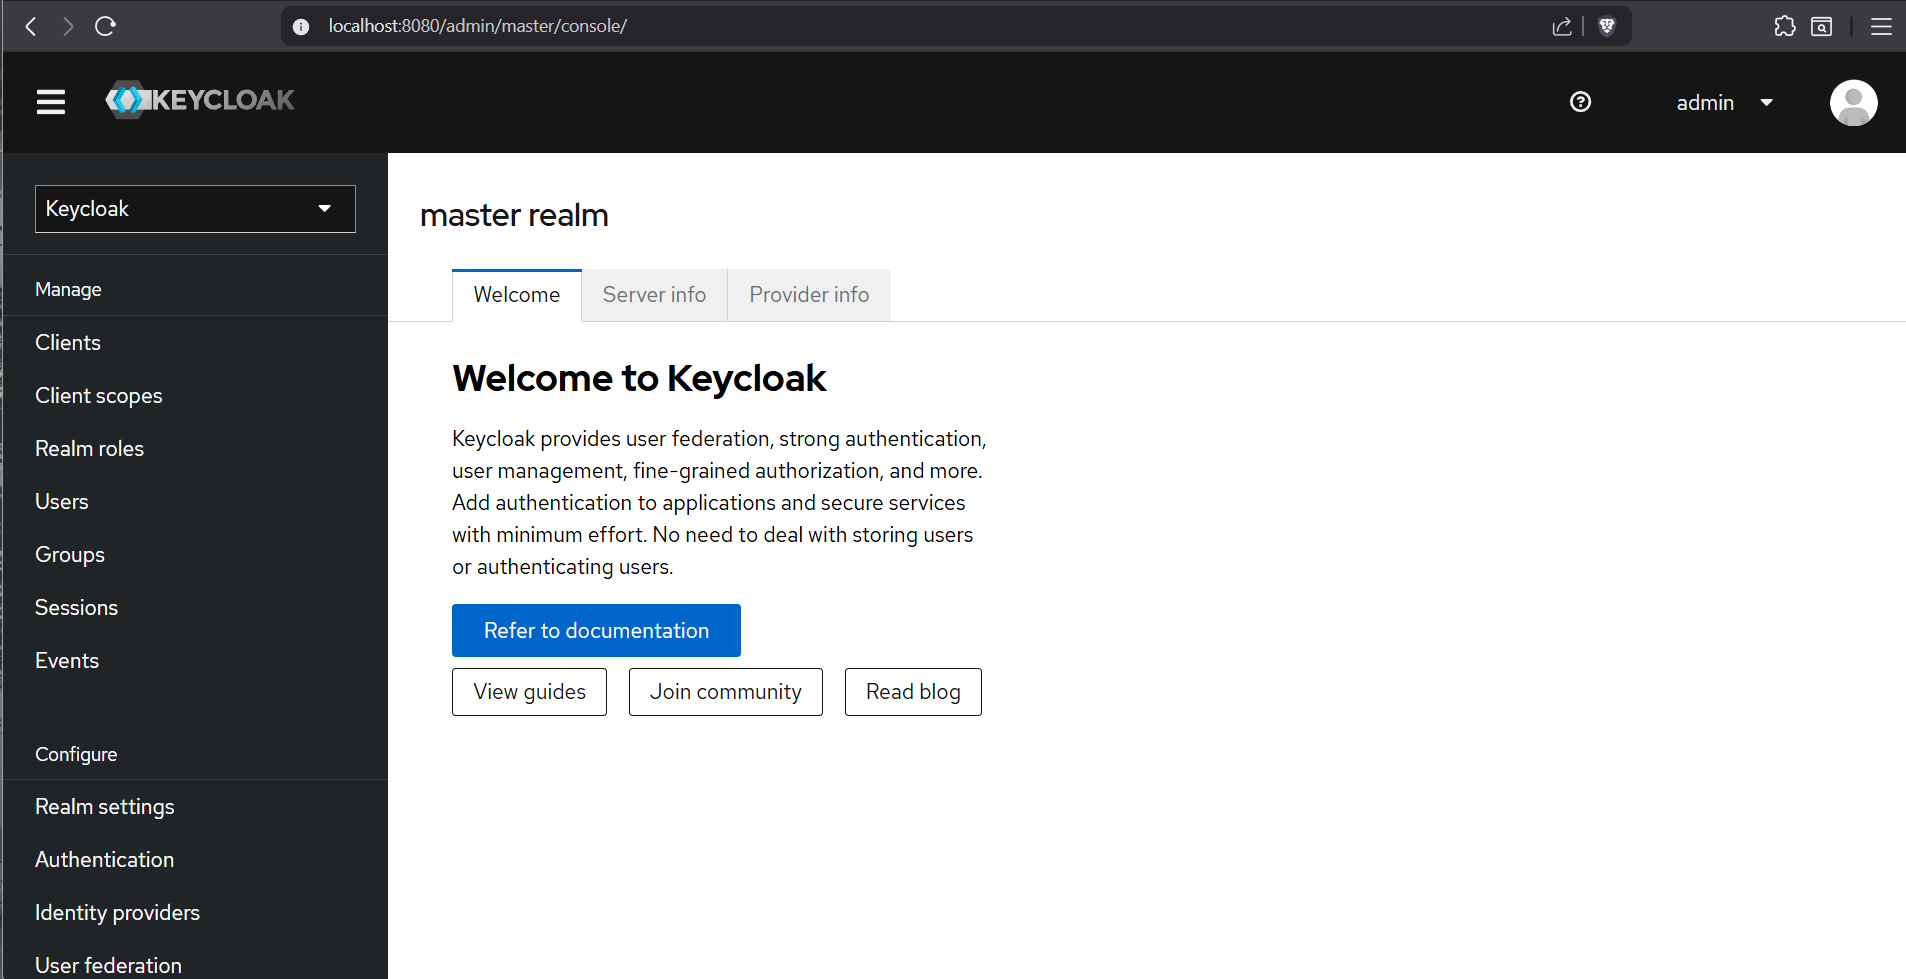 localhost:8080/admin/master/console/
KEYCLOAK
admin
Keycloak
Manage
Clients
Client scopes
Realm roles
Users
Groups
Sessions
Events
Configure
Realm settings
Authentication
Identity providers
User federation
master realm
Welcome
Server info
Provider info
Welcome to Keycloak
Keycloak provides user federation, strong authentication,
user management, fine-grained authorization, and more.
Add authentication to applications and secure services
with minimum effort. No need to deal with storing users
or authenticating users.
Refer to documentation
View guides
Join community
Read blog